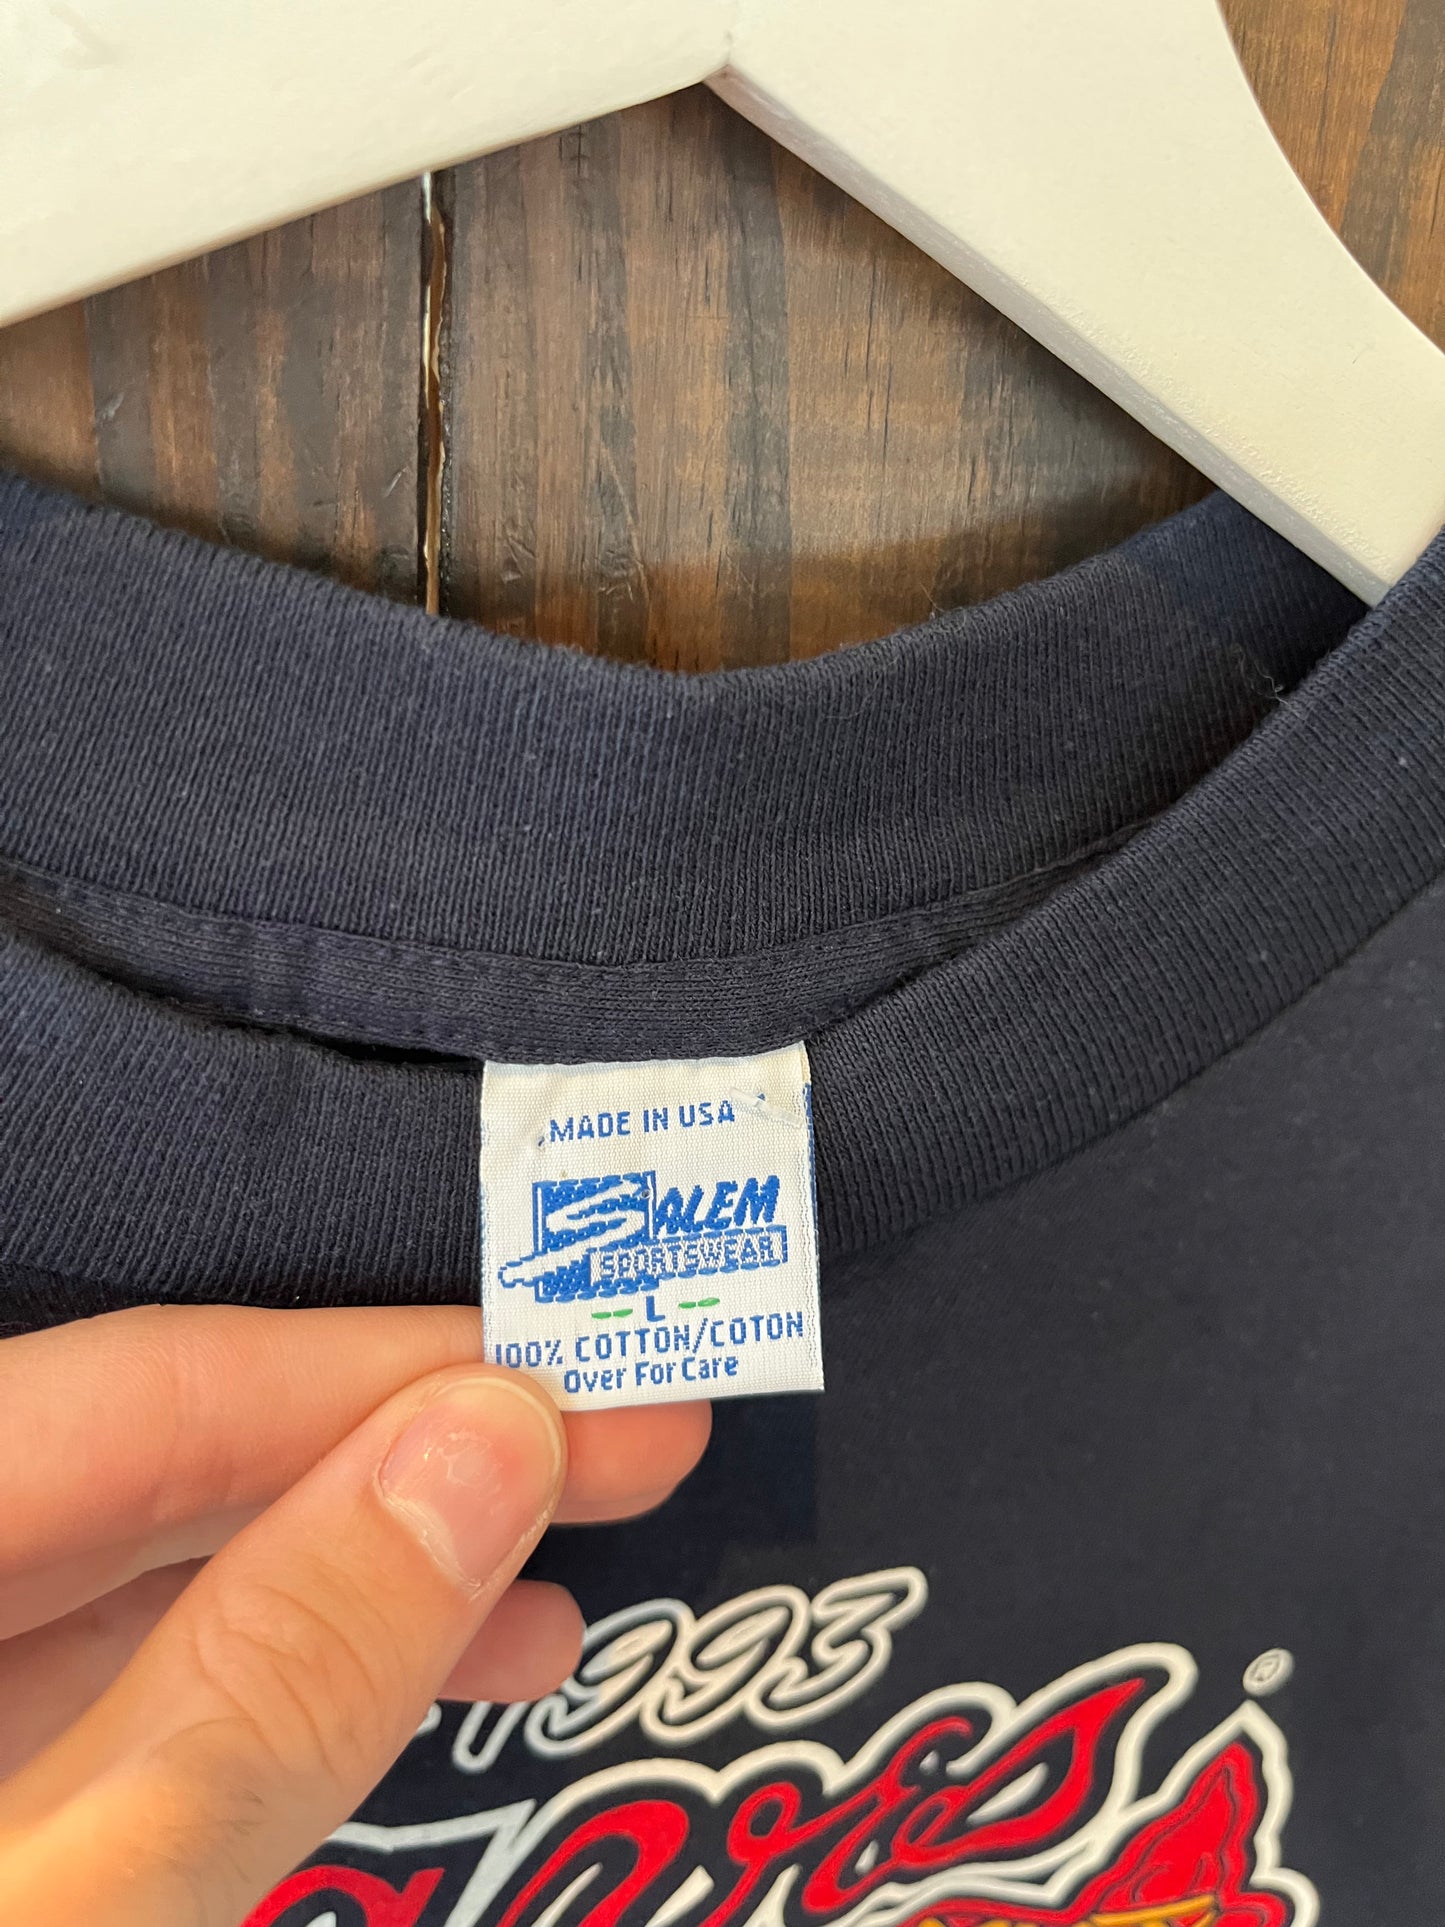 MADE IN USA
SALEM
SPORTSWEAR
-- L --
100% COTTON/COTON
Over For Care
1993
®